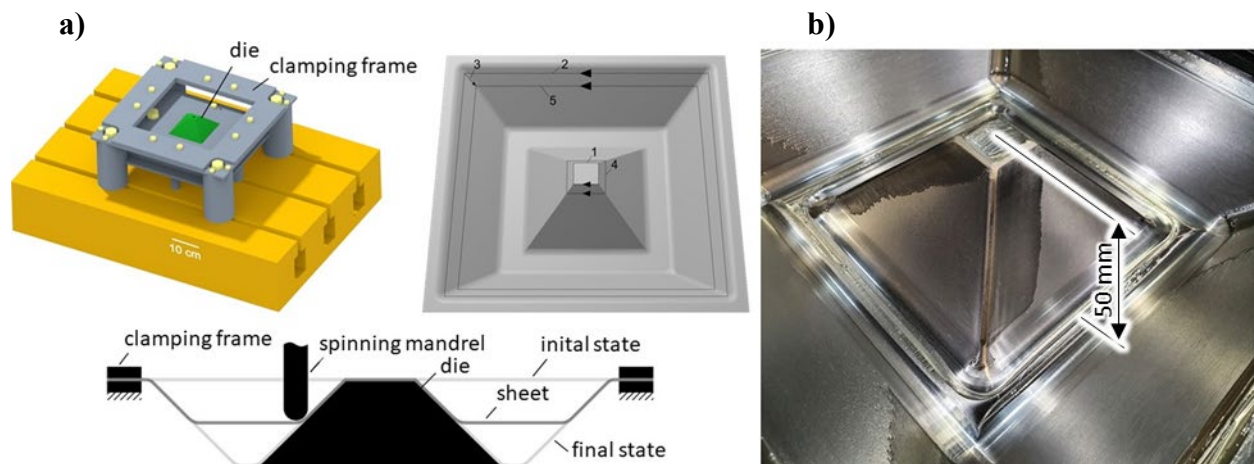 a)
b)
die
clamping frame
10 cm
3
2
5
1
4
clamping frame
spinning mandrel
inital state
die
sheet
final state
50 mm